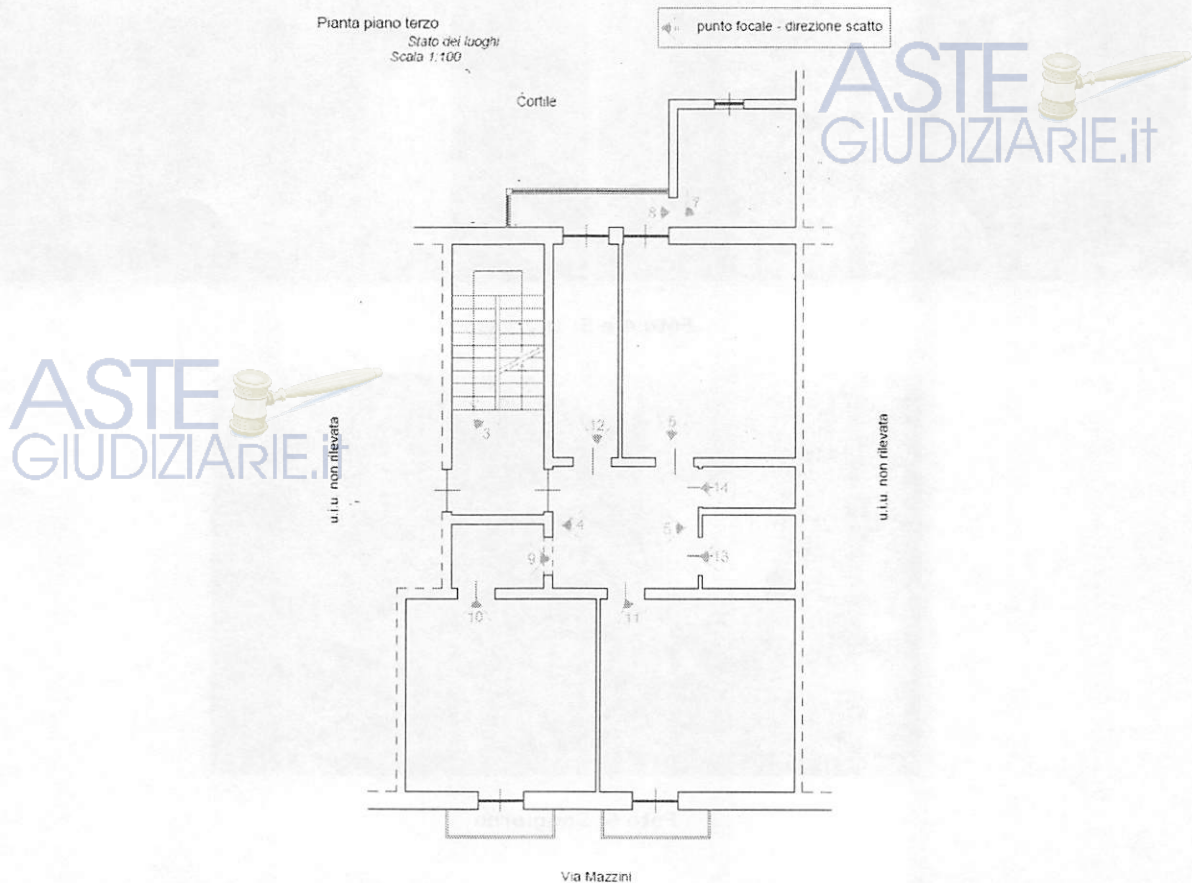 Pianta piano terzo
Stato dei luoghi
Scala 1:100
punto focale - direzione scatto
ASTE
GIUDIZIARIE.it
Cortile
8
7
ASTE
GIUDIZIARIE.it
u.i.u. non rilevata
3
12
5
u.i.u. non rilevata
14
4
5
9
13
10
11
Via Mazzini